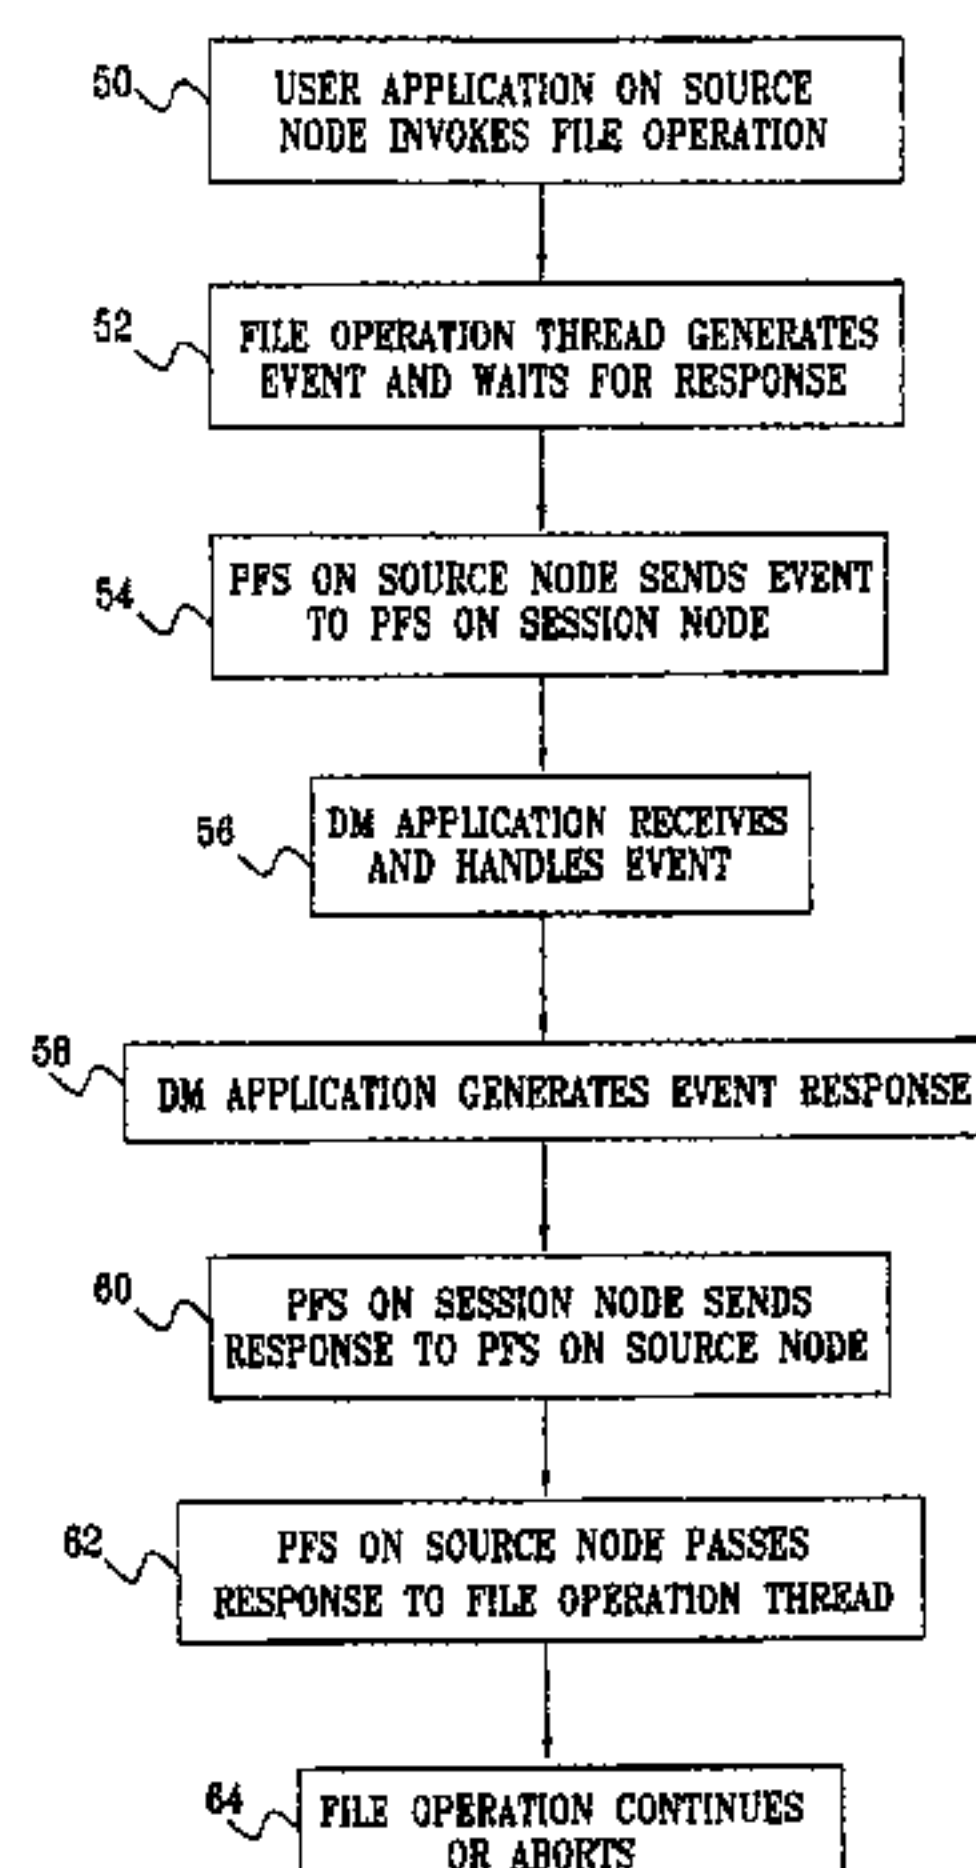 50
USER APPLICATION ON SOURCE
NODE INVOKES FILE OPERATION
52
FILE OPERATION THREAD GENERATES
EVENT AND WAITS FOR RESPONSE
54
PFS ON SOURCE NODE SENDS EVENT
TO PFS ON SESSION NODE
56
DM APPLICATION RECEIVES
AND HANDLES EVENT
58
DM APPLICATION GENERATES EVENT RESPONSE
60
PFS ON SESSION NODE SENDS
RESPONSE TO PFS ON SOURCE NODE
62
PFS ON SOURCE NODE PASSES
RESPONSE TO FILE OPERATION THREAD
64
FILE OPERATION CONTINUES
OR ABORTS